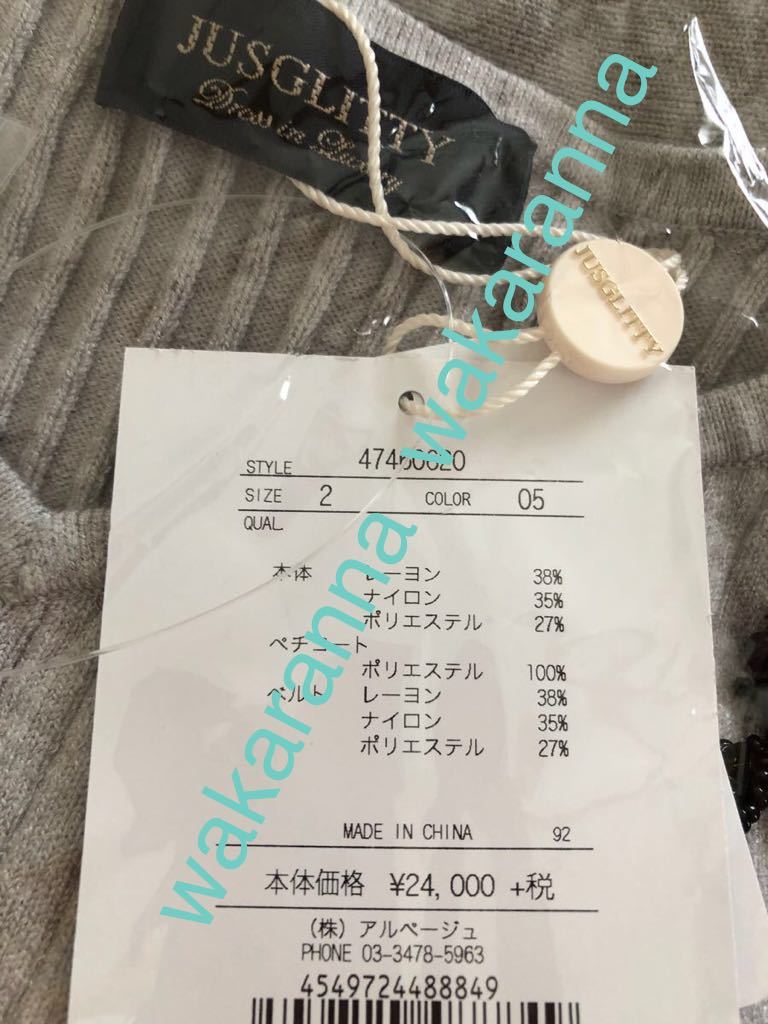 JUSGLITTY
Dress in
JUSGLITTY
wakaranna
wakaranna
STYLE 47460620
SIZE 2 COLOR 05
QUAL
本体 レーヨン 38%
ナイロン 35%
ポリエステル 27%
ペチコート
ポリエステル 100%
ベルト レーヨン 38%
ナイロン 35%
ポリエステル 27%
MADE IN CHINA 92
本体価格 ¥24,000 +税
(株) アルページュ
PHONE 03-3478-5963
4549724488849